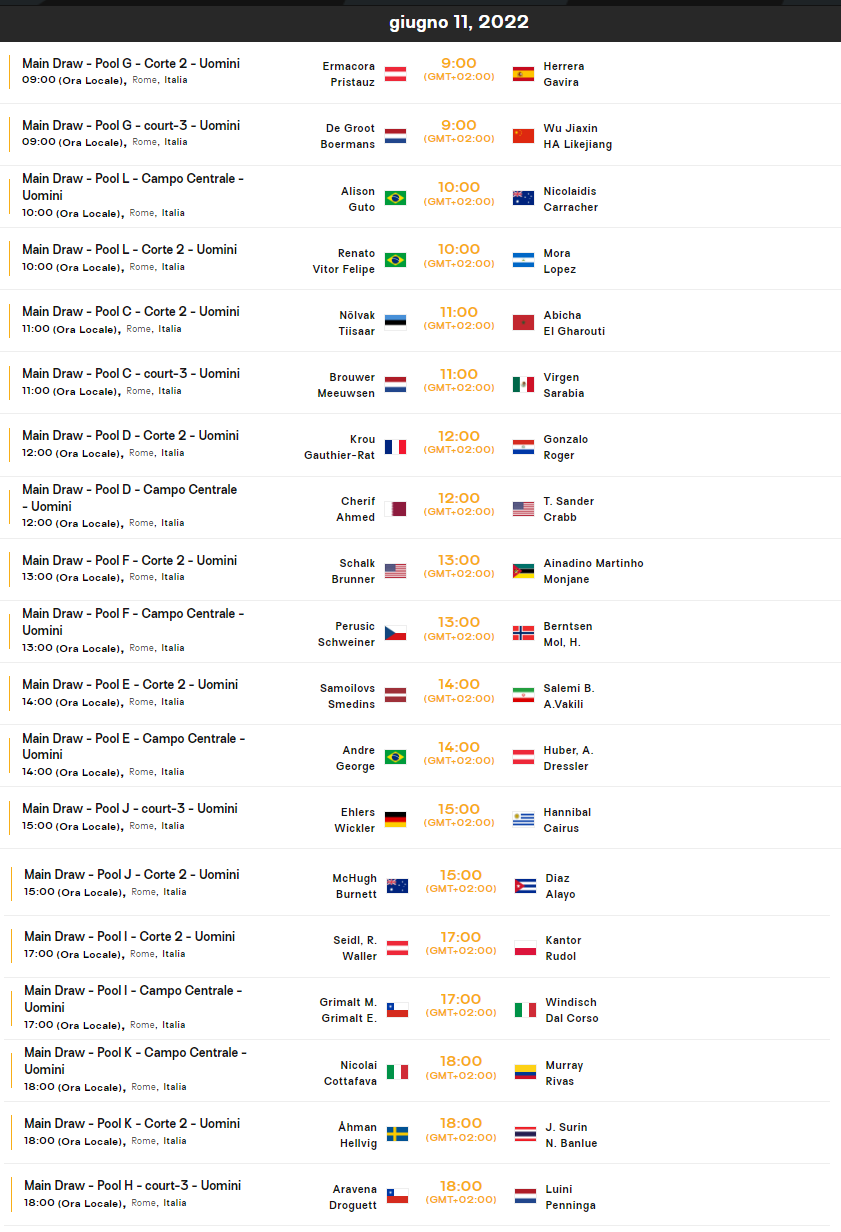 giugno 11, 2022
Main Draw - Pool G - Corte 2 - Uomini
09:00 (Ora Locale), Rome, Italia
Ermacora
Pristauz
9:00
(GMT+02:00)
Herrera
Gavira
Main Draw - Pool G - court-3 - Uomini
09:00 (Ora Locale), Rome, Italia
De Groot
Boermans
9:00
(GMT+02:00)
Wu Jiaxin
HA Likejiang
Main Draw - Pool L - Campo Centrale -
Uomini
10:00 (Ora Locale), Rome, Italia
Alison
Guto
10:00
(GMT+02:00)
Nicolaidis
Carracher
Main Draw - Pool L - Corte 2 - Uomini
10:00 (Ora Locale), Rome, Italia
Renato
Vitor Felipe
10:00
(GMT+02:00)
Mora
Lopez
Main Draw - Pool C - Corte 2 - Uomini
11:00 (Ora Locale), Rome, Italia
Nõlvak
Tiisaar
11:00
(GMT+02:00)
Abicha
El Gharouti
Main Draw - Pool C - court-3 - Uomini
11:00 (Ora Locale), Rome, Italia
Brouwer
Meeuwsen
11:00
(GMT+02:00)
Virgen
Sarabia
Main Draw - Pool D - Corte 2 - Uomini
12:00 (Ora Locale), Rome, Italia
Krou
Gauthier-Rat
12:00
(GMT+02:00)
Gonzalo
Roger
Main Draw - Pool D - Campo Centrale
- Uomini
12:00 (Ora Locale), Rome, Italia
Cherif
Ahmed
12:00
(GMT+02:00)
T. Sander
Crabb
Main Draw - Pool F - Corte 2 - Uomini
13:00 (Ora Locale), Rome, Italia
Schalk
Brunner
13:00
(GMT+02:00)
Ainadino Martinho
Monjane
Main Draw - Pool F - Campo Centrale -
Uomini
13:00 (Ora Locale), Rome, Italia
Perusic
Schweiner
13:00
(GMT+02:00)
Berntsen
Mol, H.
Main Draw - Pool E - Corte 2 - Uomini
14:00 (Ora Locale), Rome, Italia
Samoilovs
Smedins
14:00
(GMT+02:00)
Salemi B.
A.Vakili
Main Draw - Pool E - Campo Centrale -
Uomini
14:00 (Ora Locale), Rome, Italia
Andre
George
14:00
(GMT+02:00)
Huber, A.
Dressler
Main Draw - Pool J - court-3 - Uomini
15:00 (Ora Locale), Rome, Italia
Ehlers
Wickler
15:00
(GMT+02:00)
Hannibal
Cairus
Main Draw - Pool J - Corte 2 - Uomini
15:00 (Ora Locale), Rome, Italia
McHugh
Burnett
15:00
(GMT+02:00)
Diaz
Alayo
Main Draw - Pool I - Corte 2 - Uomini
17:00 (Ora Locale), Rome, Italia
Seidl, R.
Waller
17:00
(GMT+02:00)
Kantor
Rudol
Main Draw - Pool I - Campo Centrale -
Uomini
17:00 (Ora Locale), Rome, Italia
Grimalt M.
Grimalt E.
17:00
(GMT+02:00)
Windisch
Dal Corso
Main Draw - Pool K - Campo Centrale -
Uomini
18:00 (Ora Locale), Rome, Italia
Nicolai
Cottafava
18:00
(GMT+02:00)
Murray
Rivas
Main Draw - Pool K - Corte 2 - Uomini
18:00 (Ora Locale), Rome, Italia
Åhman
Hellvig
18:00
(GMT+02:00)
J. Surin
N. Banlue
Main Draw - Pool H - court-3 - Uomini
18:00 (Ora Locale), Rome, Italia
Aravena
Droguett
18:00
(GMT+02:00)
Luini
Penninga